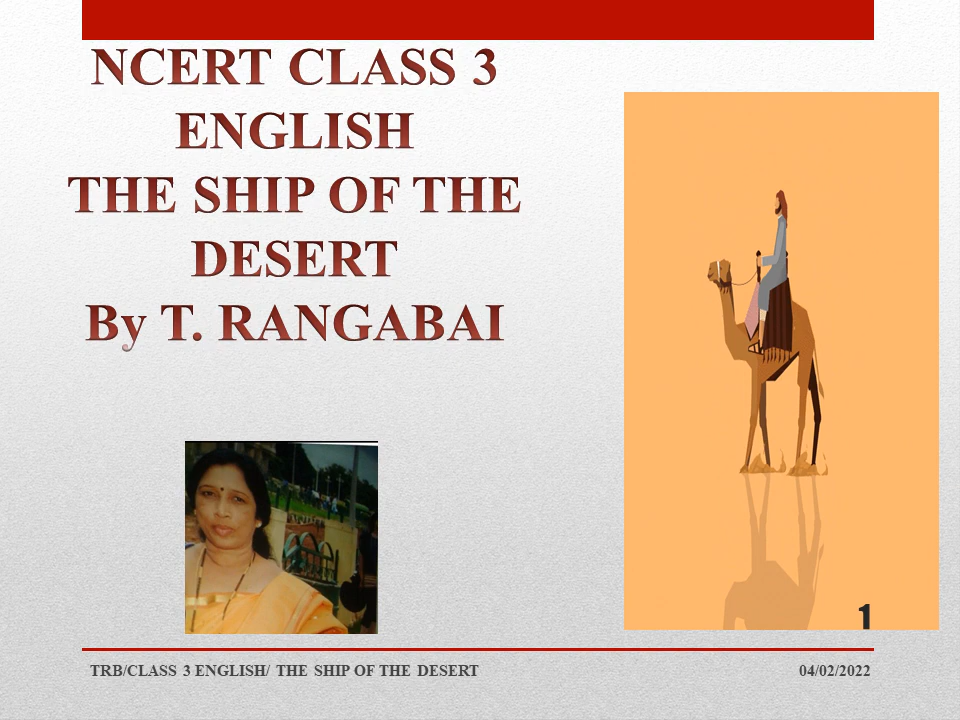 NCERT CLASS 3
ENGLISH
THE SHIP OF THE
DESERT
By T. RANGABAI
1
TRB/CLASS 3 ENGLISH/ THE SHIP OF THE DESERT
04/02/2022